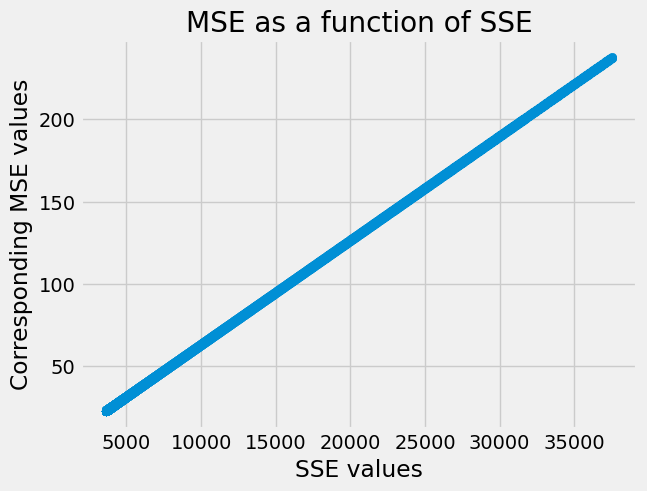 MSE as a function of SSE
Corresponding MSE values
200
150
100
50
5000 10000 15000 20000 25000 30000 35000
SSE values